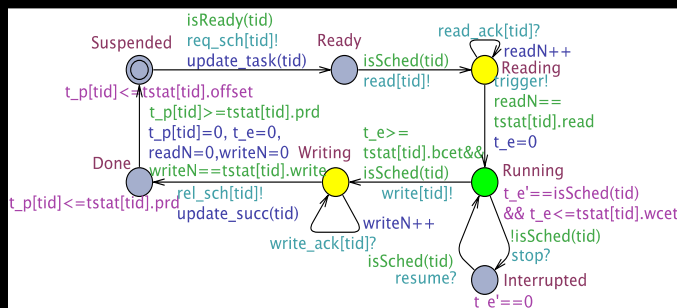 isReady(tid)
Suspended
req_sch[tid]!
Ready
read_ack[tid]?
update_task(tid)
isSched(tid)
readN++
Reading
read[tid]!
trigger!
t_p[tid]<=tstat[tid].offset
readN==
t_p[tid]>=tstat[tid].prd
tstat[tid].read
t_p[tid]=0, t_e=0,
t_e>=
t_e=0
readN=0,writeN=0
Writing
tstat[tid].bcet&&
Done
writeN==tstat[tid].write
isSched(tid)
Running
rel_sch[tid]!
write[tid]!
t_e'==isSched(tid)
t_p[tid]<=tstat[tid].prd
update_succ(tid)
writeN++
&& t_e<=tstat[tid].wcet
write_ack[tid]?
!isSched(tid)
stop?
isSched(tid)
resume?
Interrupted
t_e'==0